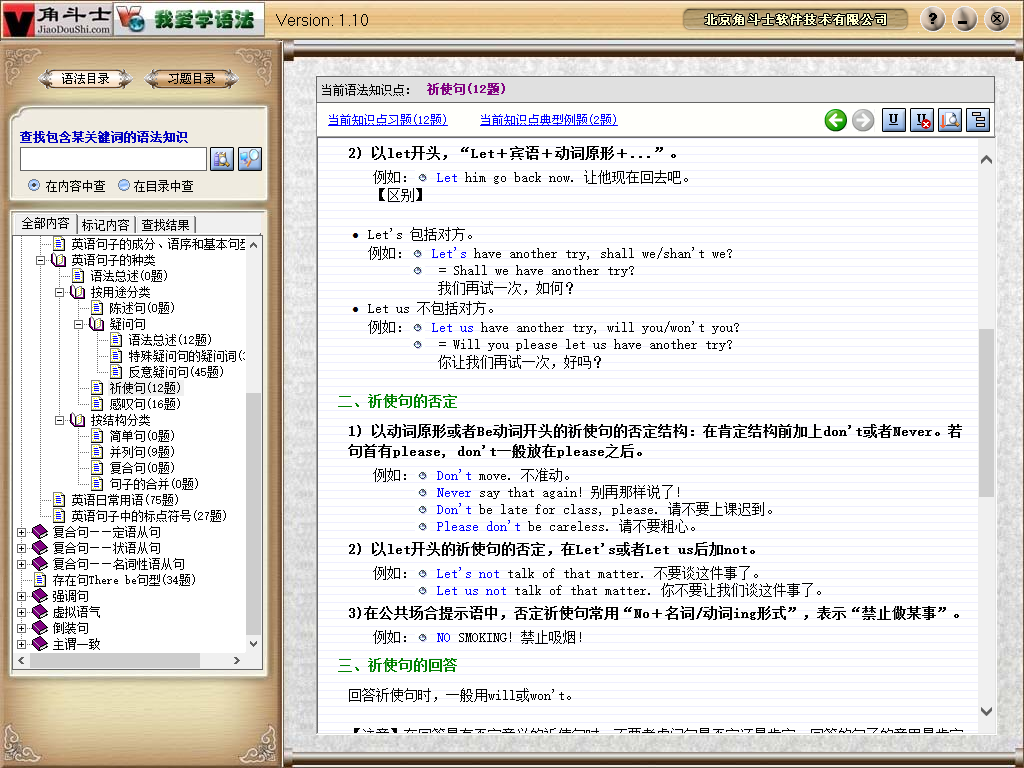 角斗士
JiaoDouShi.com
我爱学语法
Version: 1.10
北京角斗士软件技术有限公司
语法目录
习题目录
查找包含某关键词的语法知识
在内容中查
在目录中查
全部内容
标记内容
查找结果
英语句子的成分、语序和基本句型
英语句子的种类
语法总述(0题)
按用途分类
陈述句(0题)
疑问句
语法总述(12题)
特殊疑问句的疑问词(
反意疑问句(45题)
祈使句(12题)
感叹句(16题)
按结构分类
简单句(0题)
并列句(9题)
复合句(0题)
句子的合并(0题)
英语日常用语(75题)
英语句子中的标点符号(27题)
复合句——定语从句
复合句——状语从句
复合句——名词性语从句
存在句There be句型(34题)
强调句
虚拟语气
倒装句
主谓一致
当前语法知识点： 祈使句(12题)
当前知识点习题(12题)
当前知识点典型例题(2题)
2) 以let开头，“Let＋宾语＋动词原形＋...”。
例如： Let him go back now. 让他现在回去吧。
【区别】
Let's 包括对方。
例如： Let's have another try, shall we/shan't we?
= Shall we have another try?
我们再试一次，如何？
Let us 不包括对方。
例如： Let us have another try, will you/won't you?
= Will you please let us have another try?
你让我们再试一次，好吗？
二、祈使句的否定
1) 以动词原形或者Be动词开头的祈使句的否定结构：在肯定结构前加上don't或者Never。若
句首有please, don't一般放在please之后。
例如： Don't move. 不准动。
Never say that again! 别再那样说了！
Don't be late for class, please. 请不要上课迟到。
Please don't be careless. 请不要粗心。
2) 以let开头的祈使句的否定，在Let's或者Let us后加not。
例如： Let's not talk of that matter. 不要谈这件事了。
Let us not talk of that matter. 你不要让我们谈这件事了。
3)在公共场合提示语中，否定祈使句常用“No＋名词/动词ing形式”，表示“禁止做某事”。
例如： NO SMOKING! 禁止吸烟！
三、祈使句的回答
回答祈使句时，一般用will或won't。